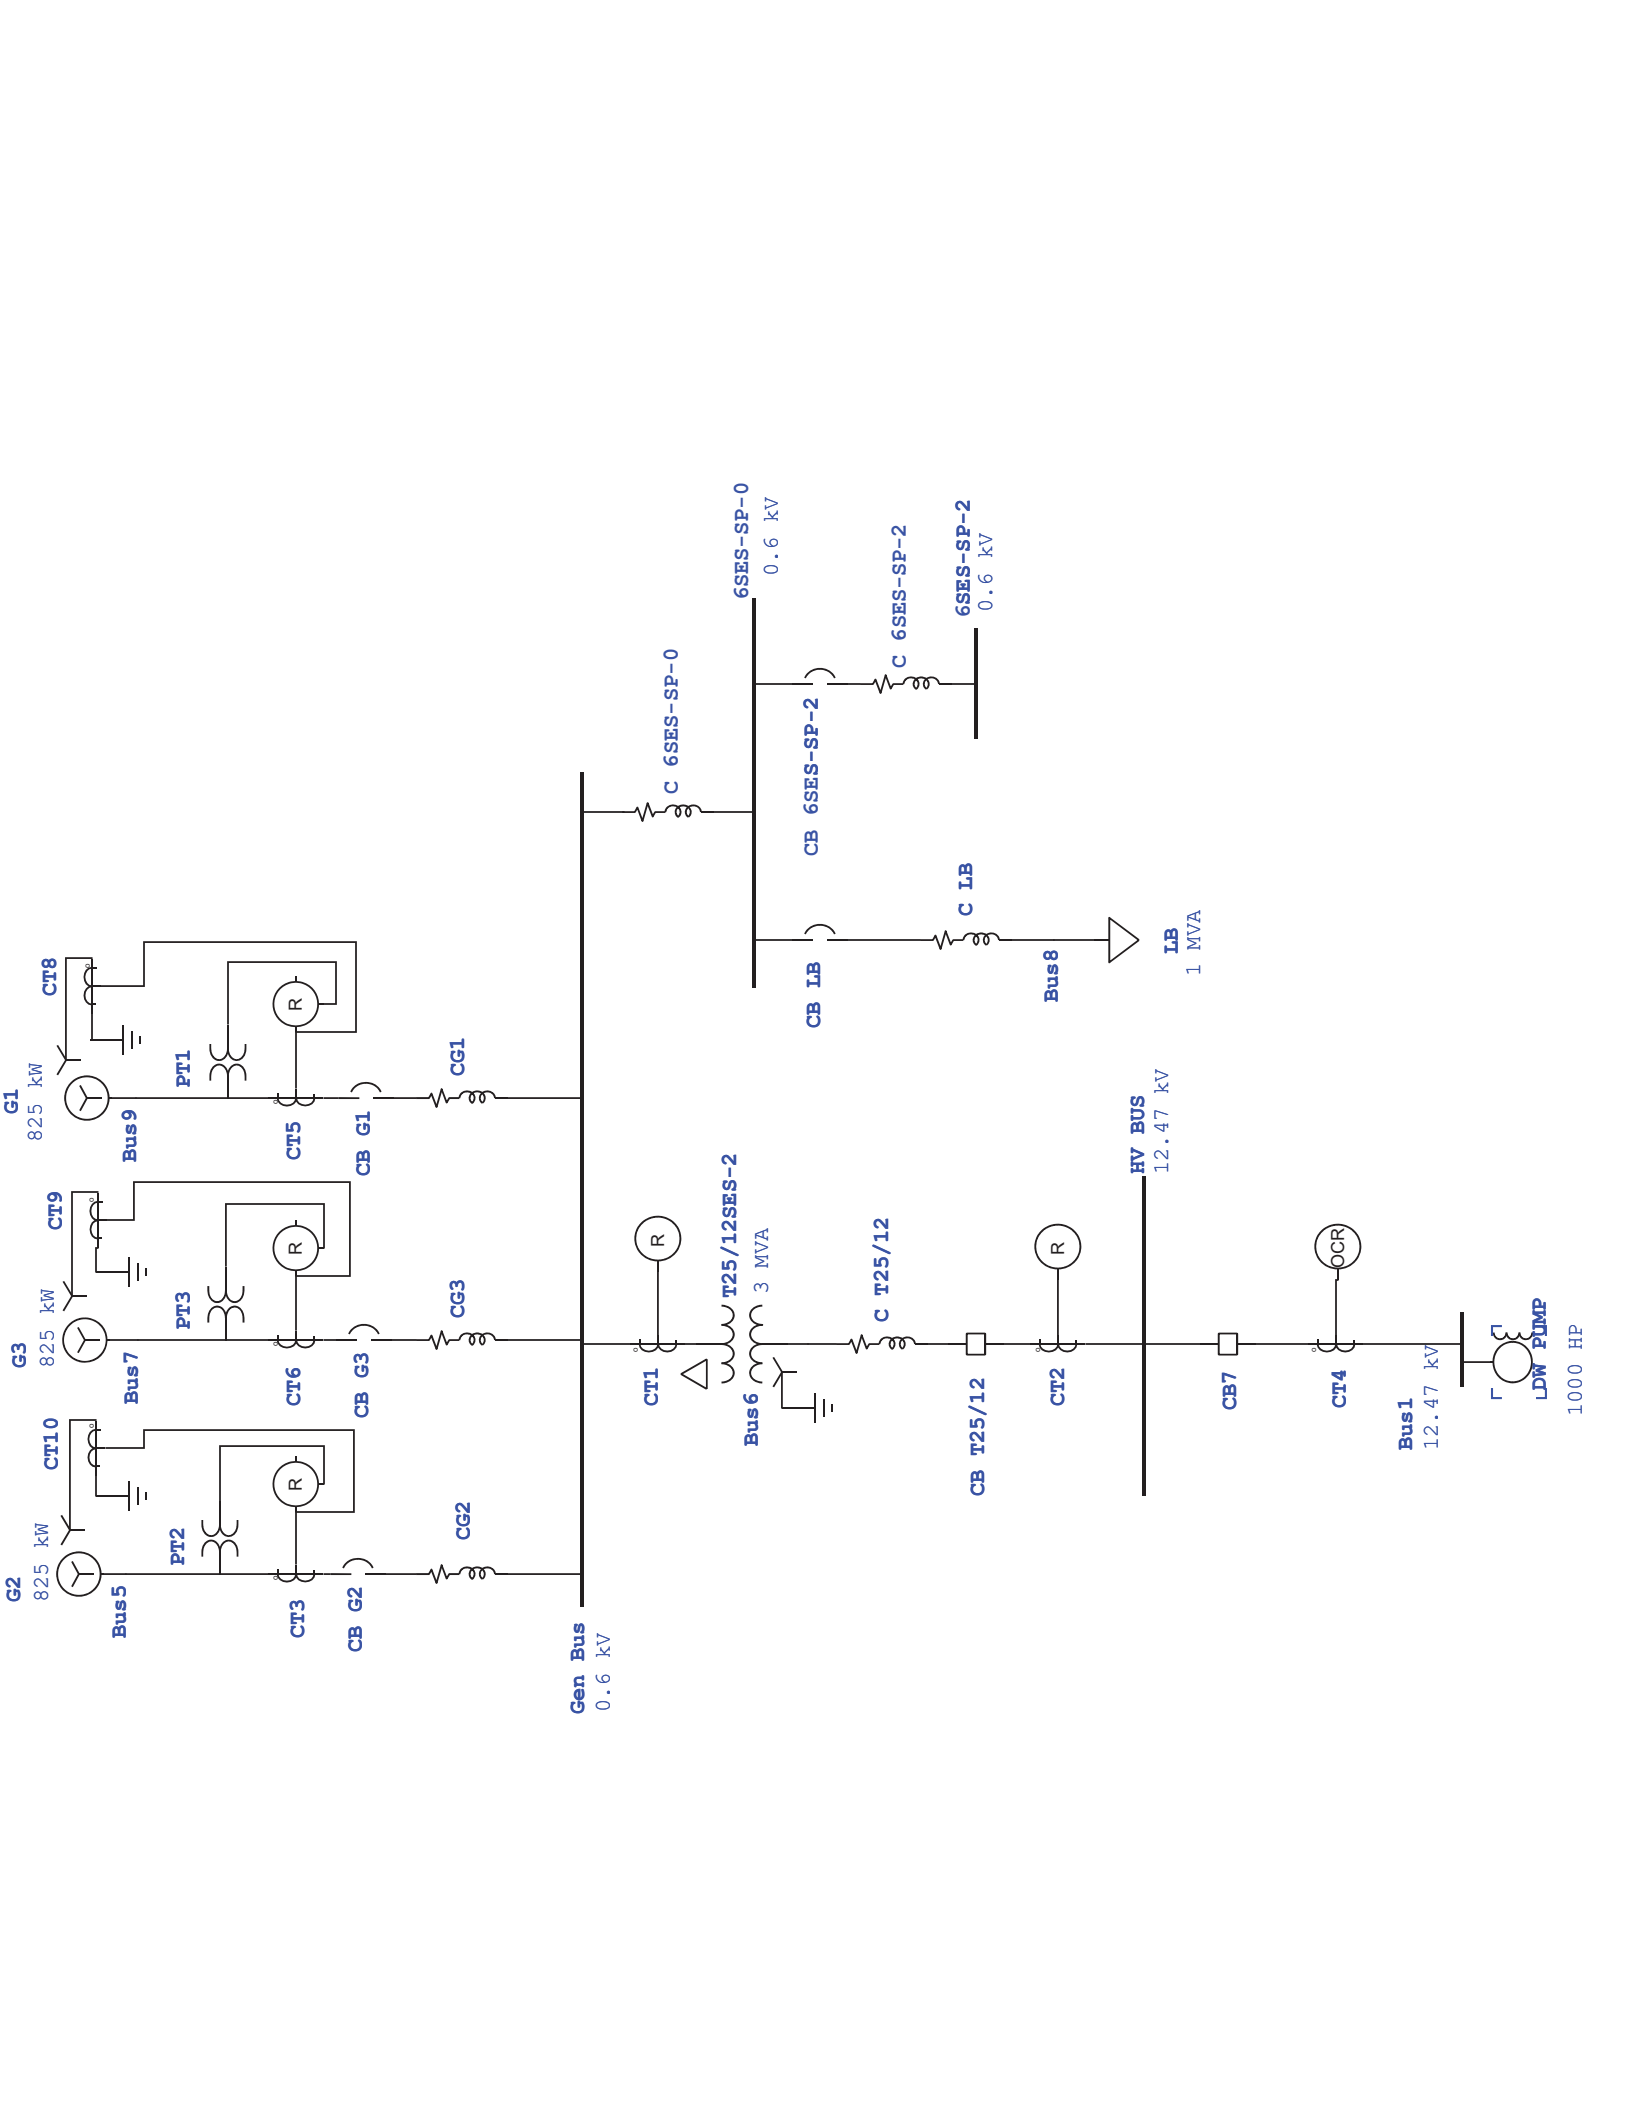 G2
825 kW
G3
825 kW
G1
825 kW
CT10
CT9
CT8
Bus5
Bus7
Bus9
PT2
PT3
PT1
R
R
R
CT3
CT6
CT5
CB G2
CB G3
CB G1
CG2
CG3
CG1
Gen Bus
0.6 kV
CT1
R
C 6SES-SP-0
T25/12SES-2
3 MVA
Bus6
6SES-SP-0
0.6 kV
CB LB
CB 6SES-SP-2
C T25/12
C 6SES-SP-2
C LB
6SES-SP-2
0.6 kV
CB T25/12
CT2
R
Bus8
HV BUS
12.47 kV
LB
1 MVA
CB7
CT4
OCR
Bus1
12.47 kV
LDW PUMP
1000 HP